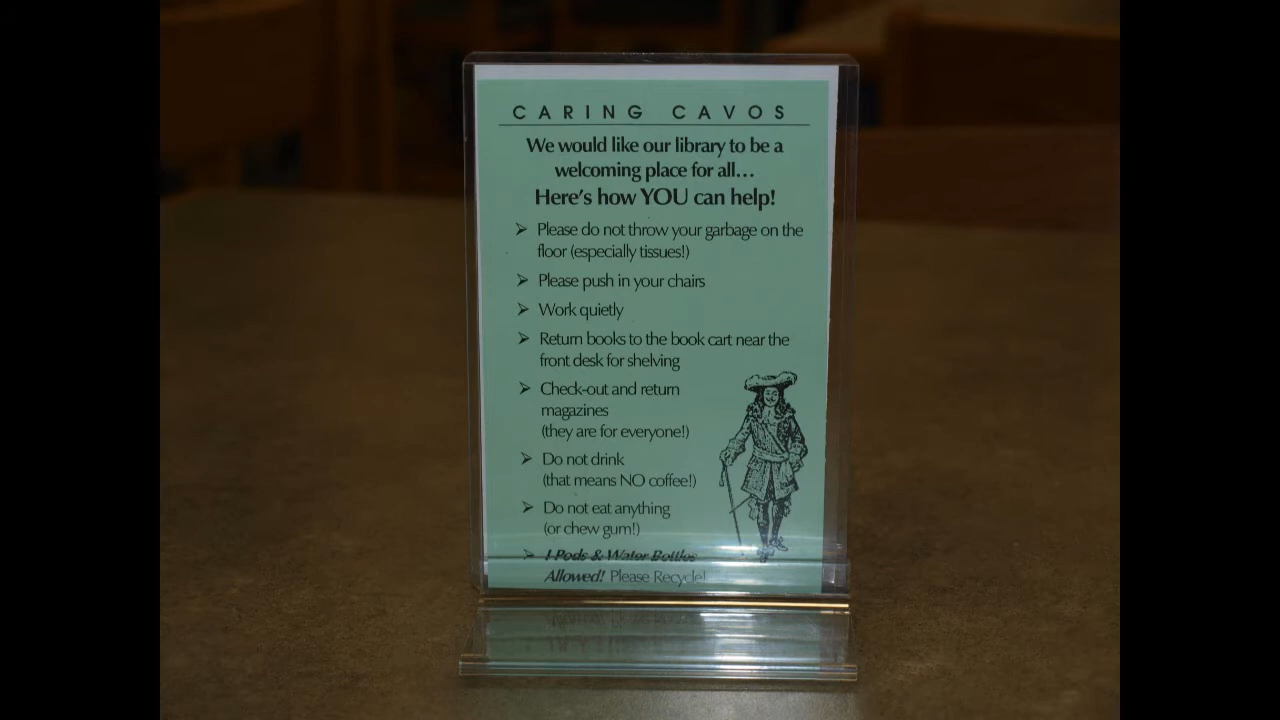 CARING CAVOS
We would like our library to be a
welcoming place for all...
Here's how YOU can help!
➢ Please do not throw your garbage on the
floor (especially tissues!)
➢ Please push in your chairs
➢ Work quietly
➢ Return books to the book cart near the
front desk for shelving
➢ Check-out and return
magazines
(they are for everyone!)
➢ Do not drink
(that means NO coffee!)
➢ Do not eat anything
(or chew gum!)
➢ I-Pods & Water Bottles
Allowed! Please Recycle!